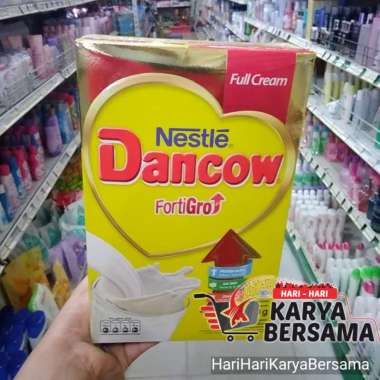 Full Cream
Nestlé
DANCOW
FortiGro
HARI - HARI
KARYA
BERSAMA
HariHariKaryaBersama